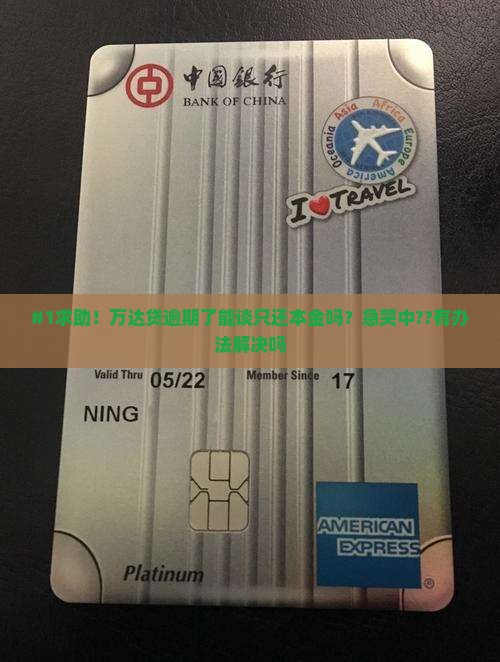 中国銀行
BANK OF CHINA
Asia Africa Europe America Oceania
I ❤ TRAVEL
#1求助！万达贷逾期了能谈只还本金吗？急哭中??有办
法解决吗
Valid Thru 05/22 Member Since 17
NING
AMERICAN
EXPRESS
®
Platinum